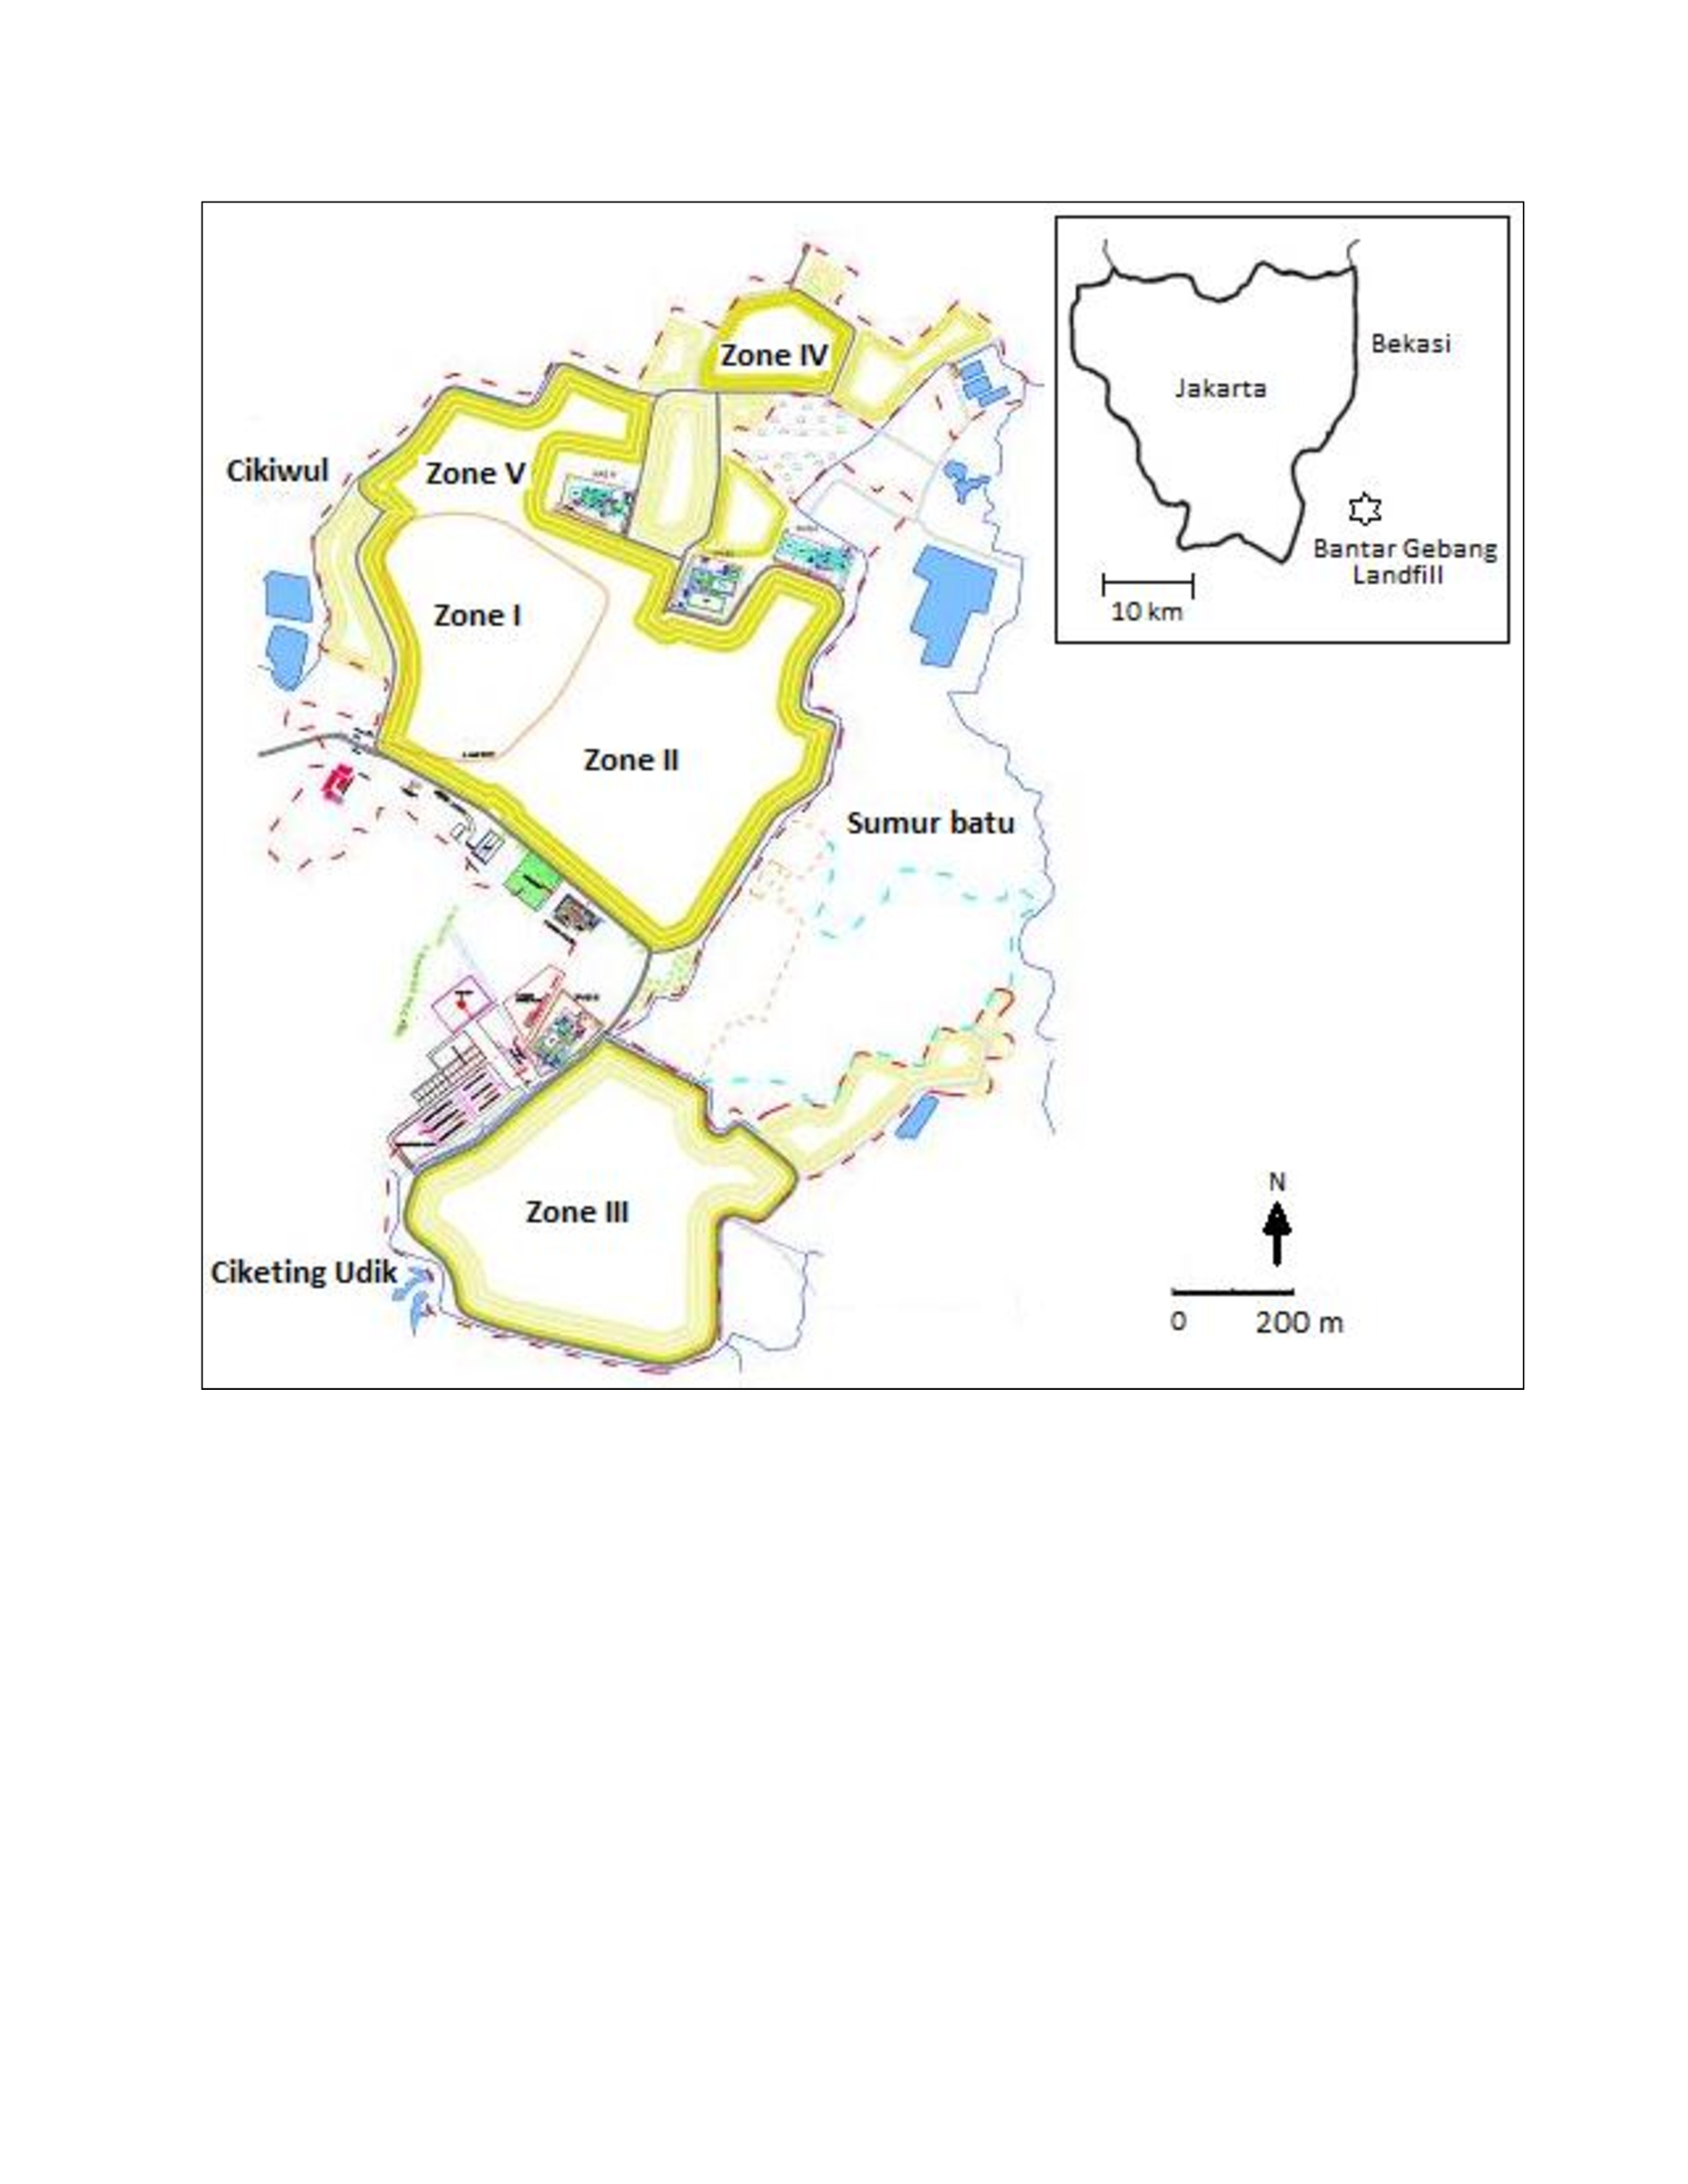 Zone IV
Bekasi
Jakarta
Cikiwul
Zone V
Bantar Gebang
Landfill
10 km
Zone I
Zone II
Sumur batu
N
Zone III
Ciketing Udik
0
200 m